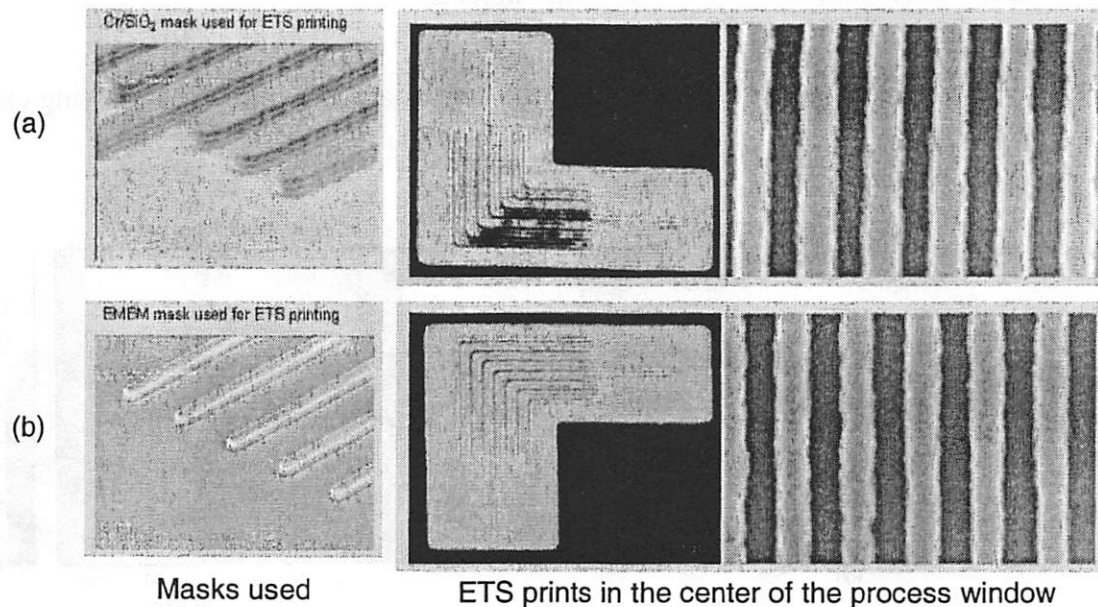 Cr/SiO₂ mask used for ETS printing
(a)
EMBM mask used for ETS printing
(b)
Masks used
ETS prints in the center of the process window